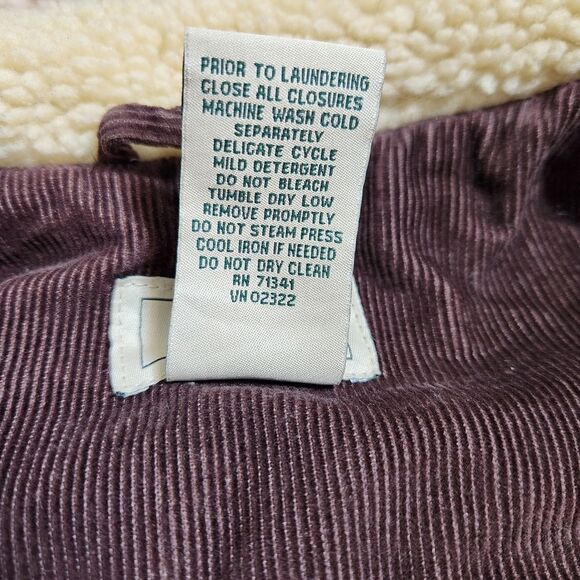 PRIOR TO LAUNDERING
CLOSE ALL CLOSURES
MACHINE WASH COLD
SEPARATELY
DELICATE CYCLE
MILD DETERGENT
DO NOT BLEACH
TUMBLE DRY LOW
REMOVE PROMPTLY
DO NOT STEAM PRESS
COOL IRON IF NEEDED
DO NOT DRY CLEAN
RN 71341
VN 02322